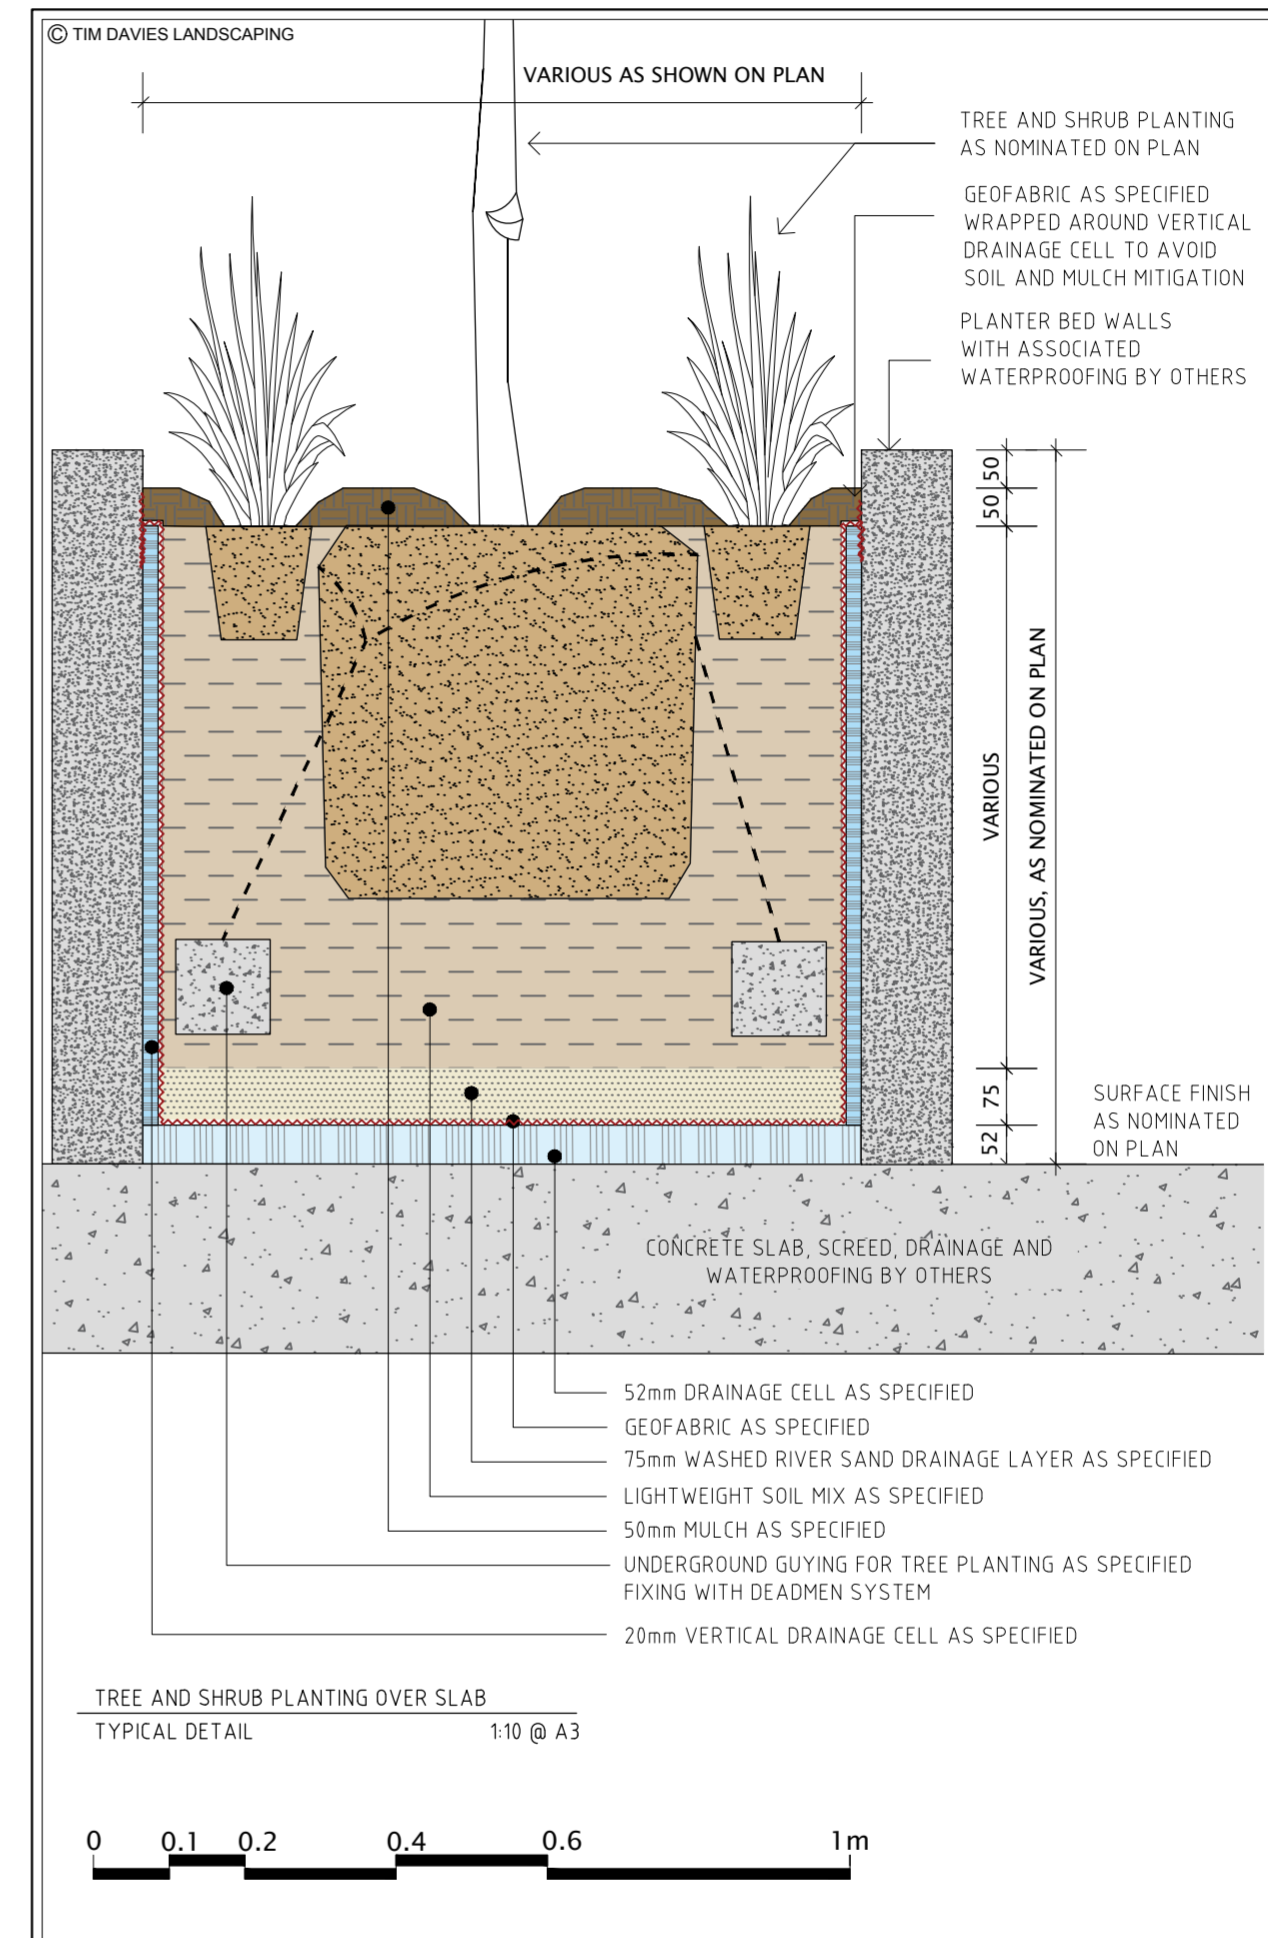 © TIM DAVIES LANDSCAPING
VARIOUS AS SHOWN ON PLAN
TREE AND SHRUB PLANTING
AS NOMINATED ON PLAN
GEOFABRIC AS SPECIFIED
WRAPPED AROUND VERTICAL
DRAINAGE CELL TO AVOID
SOIL AND MULCH MITIGATION
PLANTER BED WALLS
WITH ASSOCIATED
WATERPROOFING BY OTHERS
50
50
VARIOUS
VARIOUS, AS NOMINATED ON PLAN
75
52
SURFACE FINISH
AS NOMINATED
ON PLAN
CONCRETE SLAB, SCREED, DRAINAGE AND
WATERPROOFING BY OTHERS
52mm DRAINAGE CELL AS SPECIFIED
GEOFABRIC AS SPECIFIED
75mm WASHED RIVER SAND DRAINAGE LAYER AS SPECIFIED
LIGHTWEIGHT SOIL MIX AS SPECIFIED
50mm MULCH AS SPECIFIED
UNDERGROUND GUYING FOR TREE PLANTING AS SPECIFIED
FIXING WITH DEADMEN SYSTEM
20mm VERTICAL DRAINAGE CELL AS SPECIFIED
TREE AND SHRUB PLANTING OVER SLAB
TYPICAL DETAIL 1:10 @ A3
0 0.1 0.2 0.4 0.6 1m